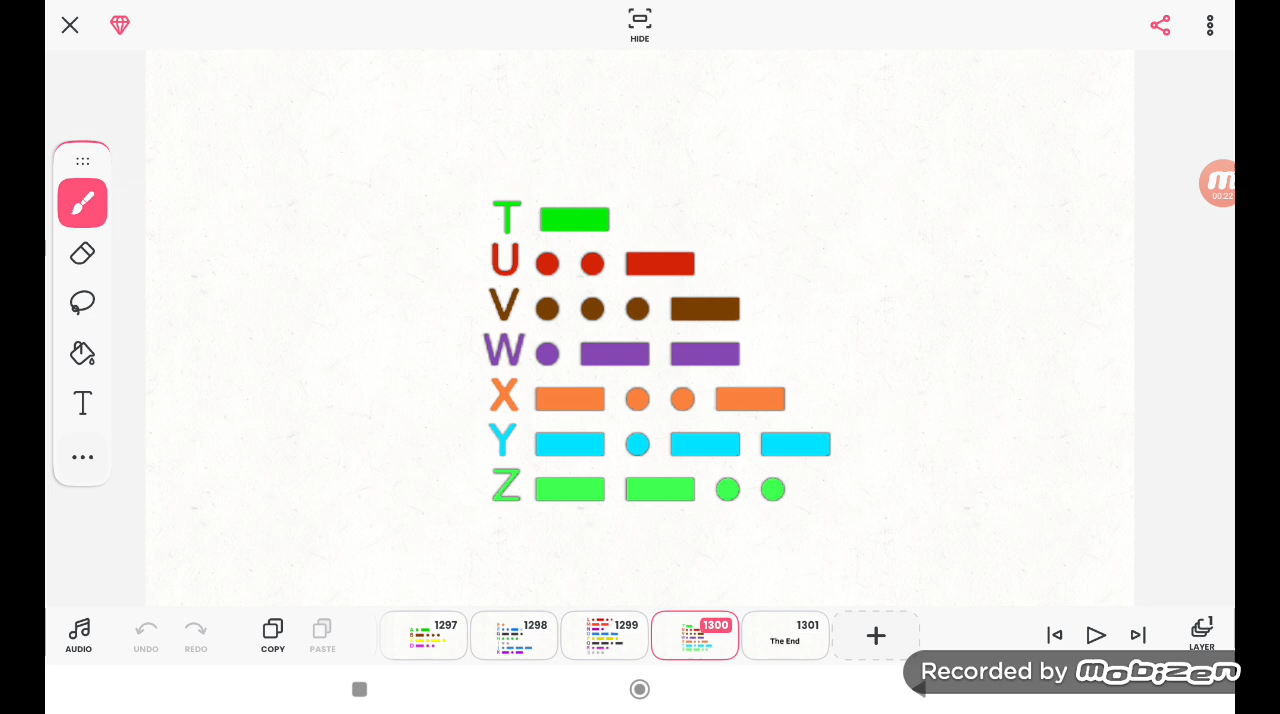 HIDE
00:22
T
U
V
W
X
Y
Z
AUDIO
UNDO
REDO
COPY
PASTE
1297
1298
1299
1300
1301
The End
LAYER
Recorded by mobizen